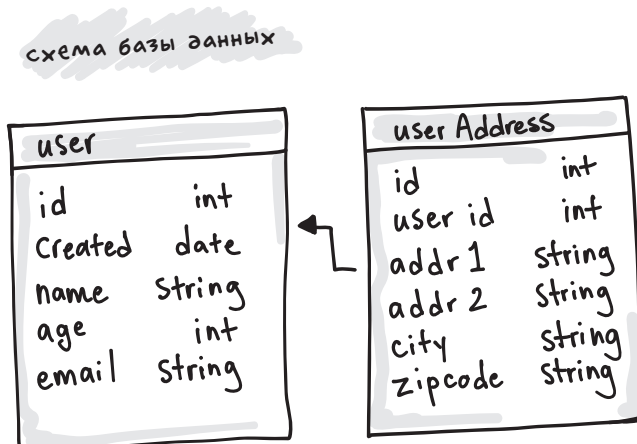 схема базы данных
user
id int
created date
name string
age int
email string
user Address
id int
user id int
addr 1 string
addr 2 string
city string
zipcode string